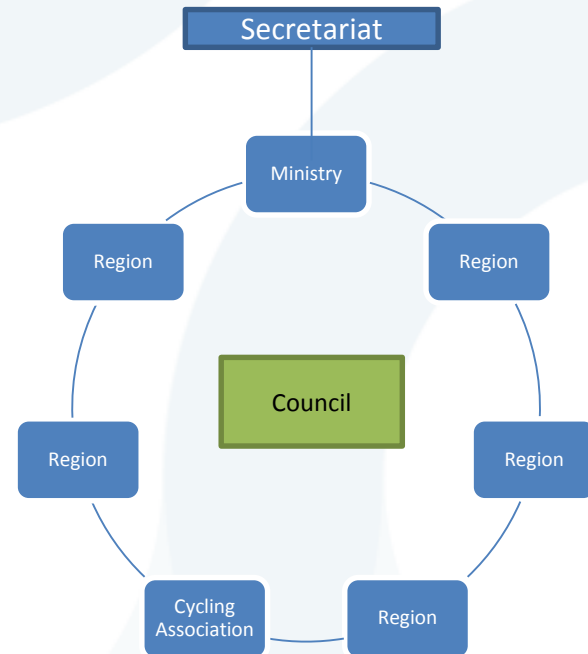 Secretariat
Ministry
Region
Region
Council
Region
Region
Cycling
Association
Region